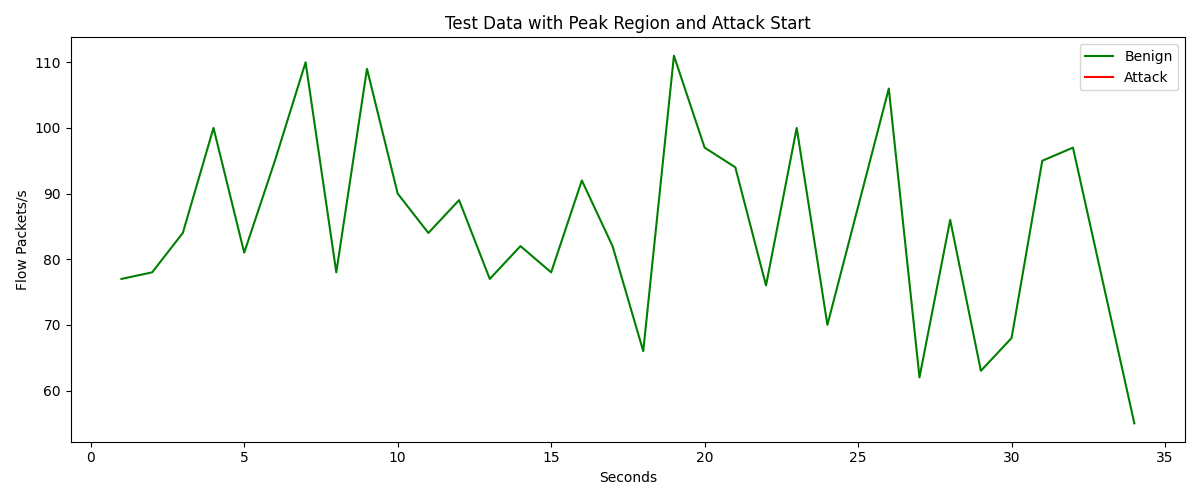 Test Data with Peak Region and Attack Start
Benign
Attack
110
100
90
80
70
60
Flow Packets/s
0 5 10 15 20 25 30 35
Seconds